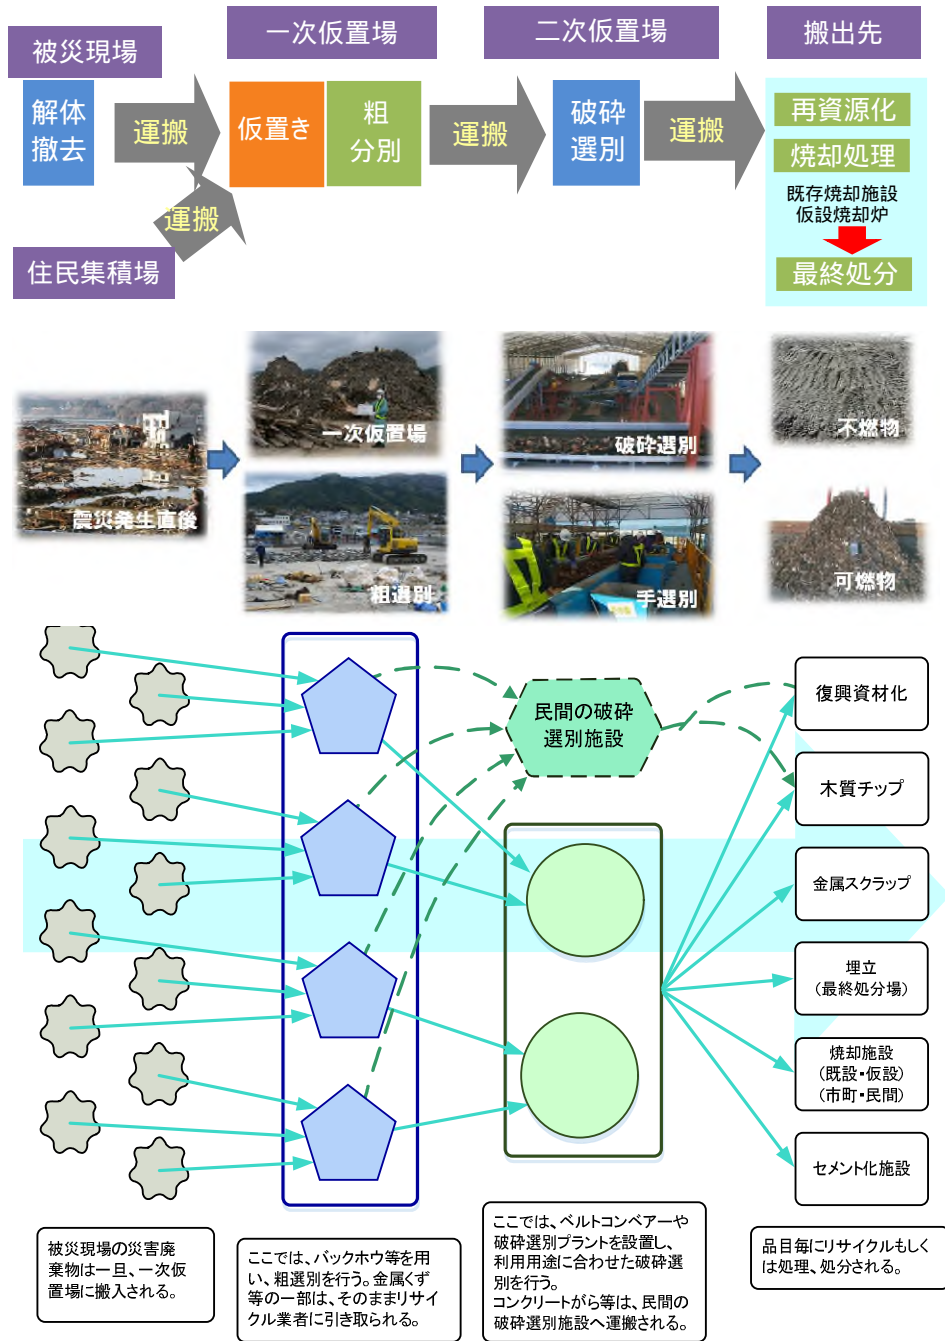 被災現場
一次仮置場
二次仮置場
搬出先
解体
撤去
運搬
仮置き
粗
分別
運搬
破砕
選別
運搬
再資源化
焼却処理
既存焼却施設
仮設焼却炉
最終処分
運搬
住民集積場
震災発生直後
一次仮置場
粗選別
破砕選別
手選別
不燃物
可燃物
民間の破砕
選別施設
復興資材化
木質チップ
金属スクラップ
埋立
(最終処分場)
焼却施設
(既設・仮設)
(市町・民間)
セメント化施設
被災現場の災害廃
棄物は一旦、一次仮
置場に搬入される。
ここでは、バックホウ等を用
い、粗選別を行う。金属くず
等の一部は、そのままリサイ
クル業者に引き取られる。
ここでは、ベルトコンベアーや
破砕選別プラントを設置し、
利用用途に合わせた破砕選
別を行う。
コンクリートがら等は、民間の
破砕選別施設へ運搬される。
品目毎にリサイクルもしく
は処理、処分される。